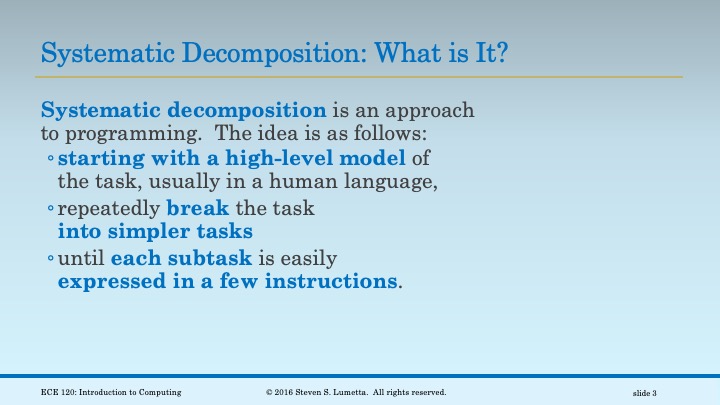 Systematic Decomposition: What is It?
Systematic decomposition is an approach
to programming.  The idea is as follows:
◦starting with a high-level model of
the task, usually in a human language,
◦repeatedly break the task
into simpler tasks
◦until each subtask is easily
expressed in a few instructions.
ECE 120: Introduction to Computing
© 2016 Steven S. Lumetta.  All rights reserved.
slide 3